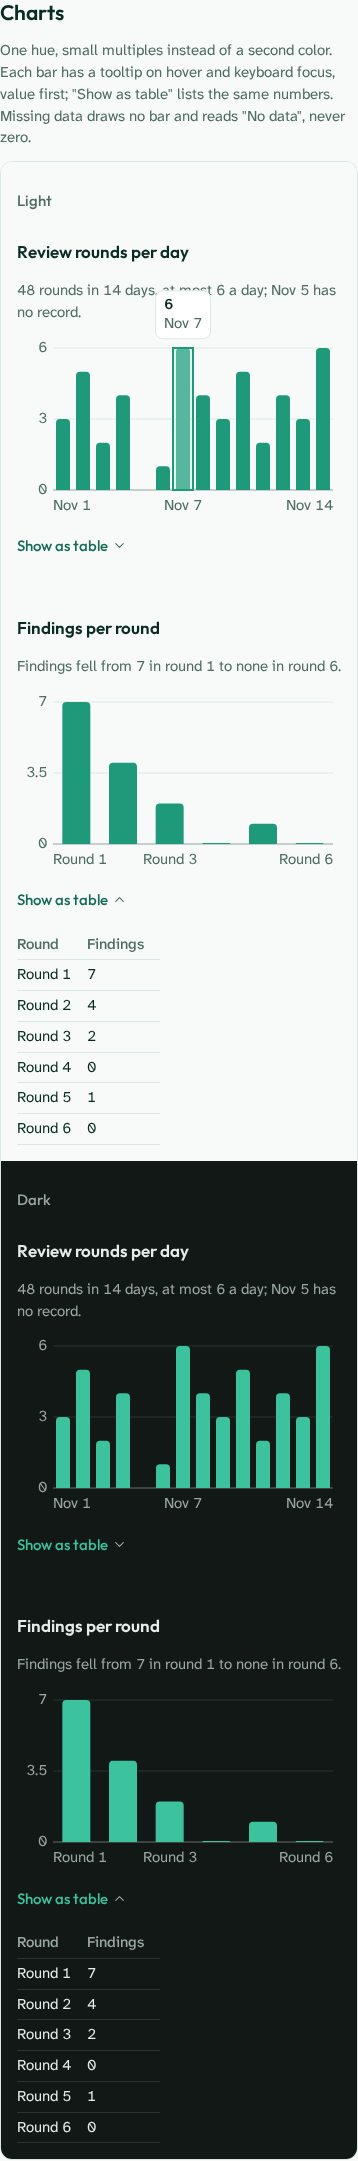 Charts
One hue, small multiples instead of a second color.
Each bar has a tooltip on hover and keyboard focus,
value first; "Show as table" lists the same numbers.
Missing data draws no bar and reads "No data", never
zero.
Light
Review rounds per day
48 rounds in 14 days, at most 6 a day; Nov 5 has
no record.
6
Nov 7
6
3
0
Nov 1 Nov 7 Nov 14
Show as table
Findings per round
Findings fell from 7 in round 1 to none in round 6.
7
3.5
0
Round 1 Round 3 Round 6
Show as table
Round Findings
Round 1 7
Round 2 4
Round 3 2
Round 4 0
Round 5 1
Round 6 0
Dark
Review rounds per day
48 rounds in 14 days, at most 6 a day; Nov 5 has
no record.
6
3
0
Nov 1 Nov 7 Nov 14
Show as table
Findings per round
Findings fell from 7 in round 1 to none in round 6.
7
3.5
0
Round 1 Round 3 Round 6
Show as table
Round Findings
Round 1 7
Round 2 4
Round 3 2
Round 4 0
Round 5 1
Round 6 0